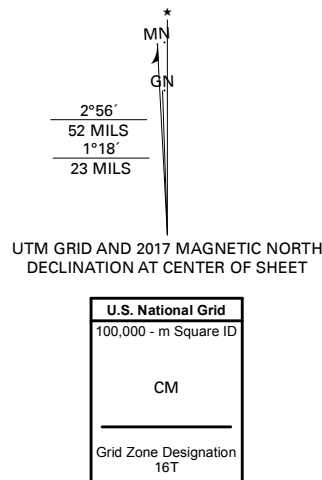 ★
MN
GN
2°56´
52 MILS
1°18´
23 MILS
UTM GRID AND 2017 MAGNETIC NORTH
DECLINATION AT CENTER OF SHEET
U.S. National Grid
100,000 - m Square ID
CM
Grid Zone Designation
16T